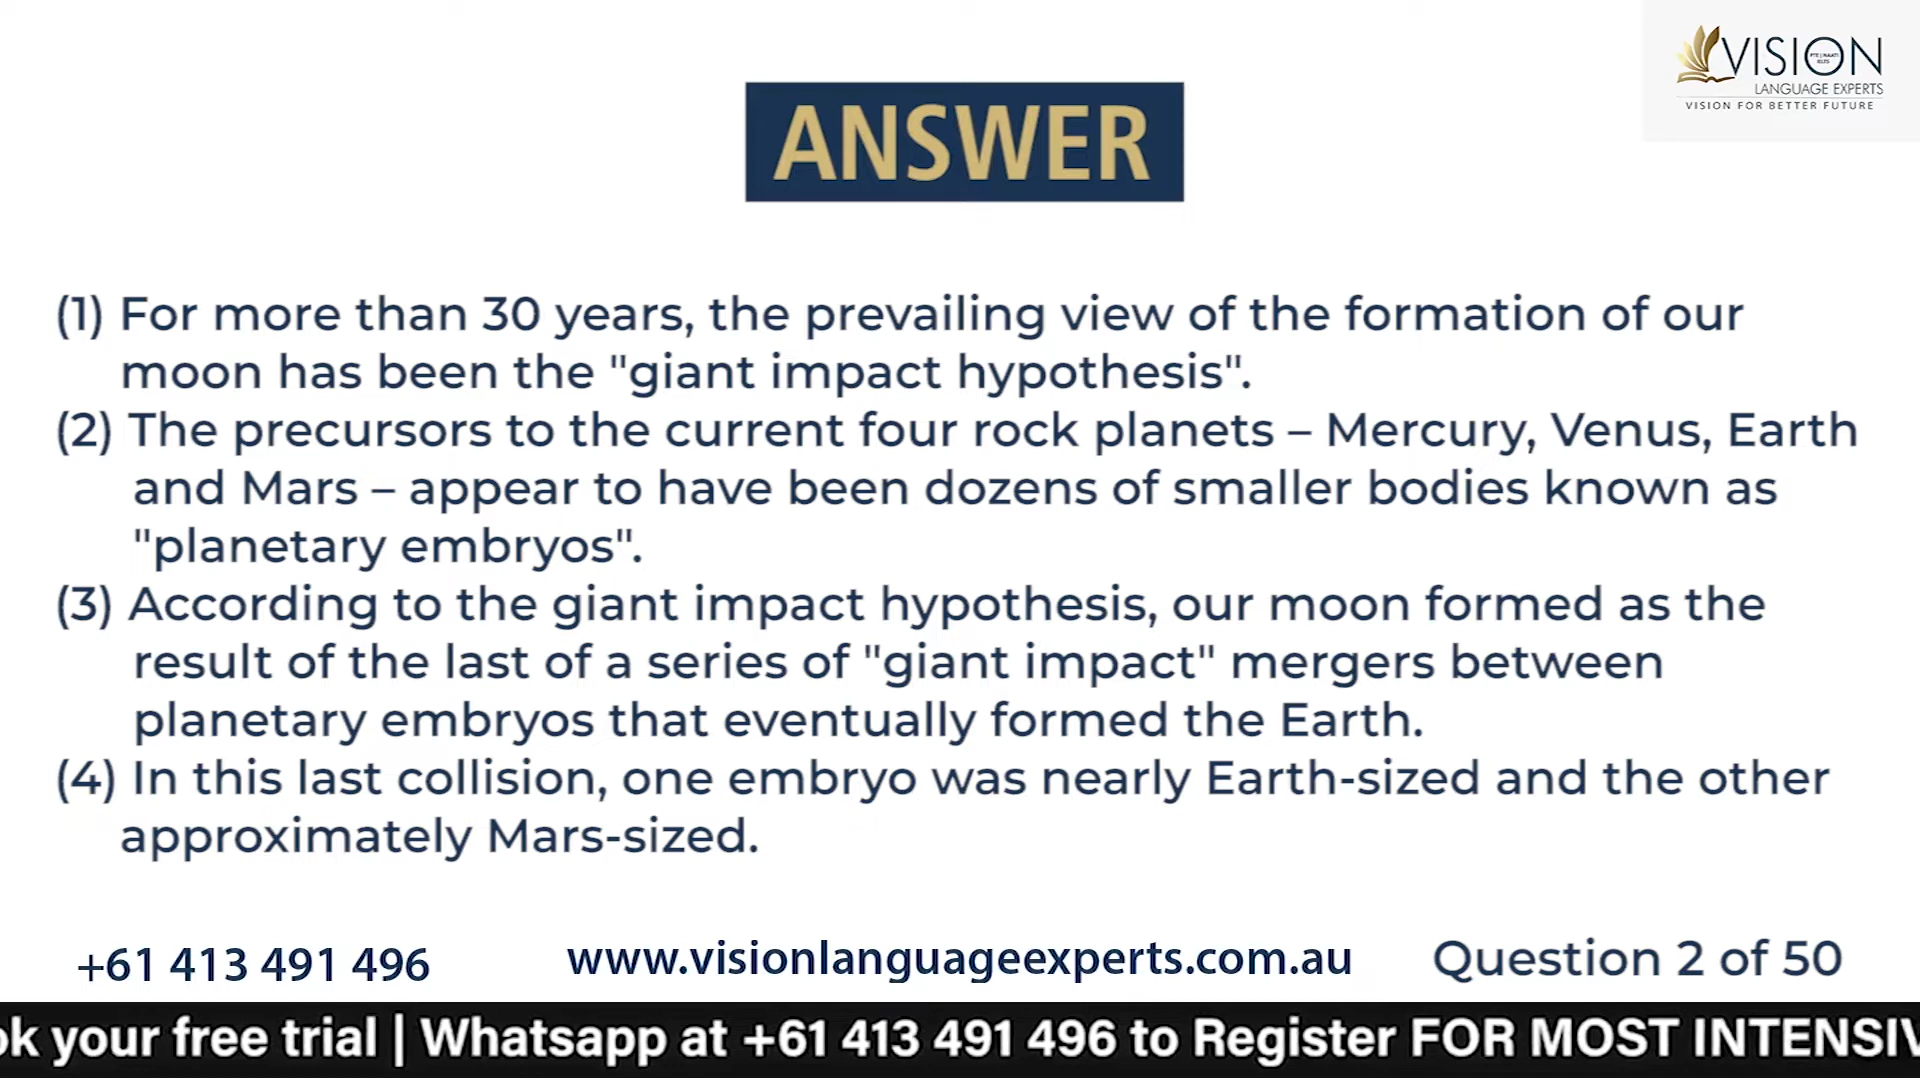 VISION
LANGUAGE EXPERTS
VISION FOR BETTER FUTURE
ANSWER
(1) For more than 30 years, the prevailing view of the formation of our
moon has been the "giant impact hypothesis".
(2) The precursors to the current four rock planets – Mercury, Venus, Earth
and Mars – appear to have been dozens of smaller bodies known as
"planetary embryos".
(3) According to the giant impact hypothesis, our moon formed as the
result of the last of a series of "giant impact" mergers between
planetary embryos that eventually formed the Earth.
(4) In this last collision, one embryo was nearly Earth-sized and the other
approximately Mars-sized.
+61 413 491 496
www.visionlanguageexperts.com.au
Question 2 of 50
ok your free trial | Whatsapp at +61 413 491 496 to Register FOR MOST INTENSIV